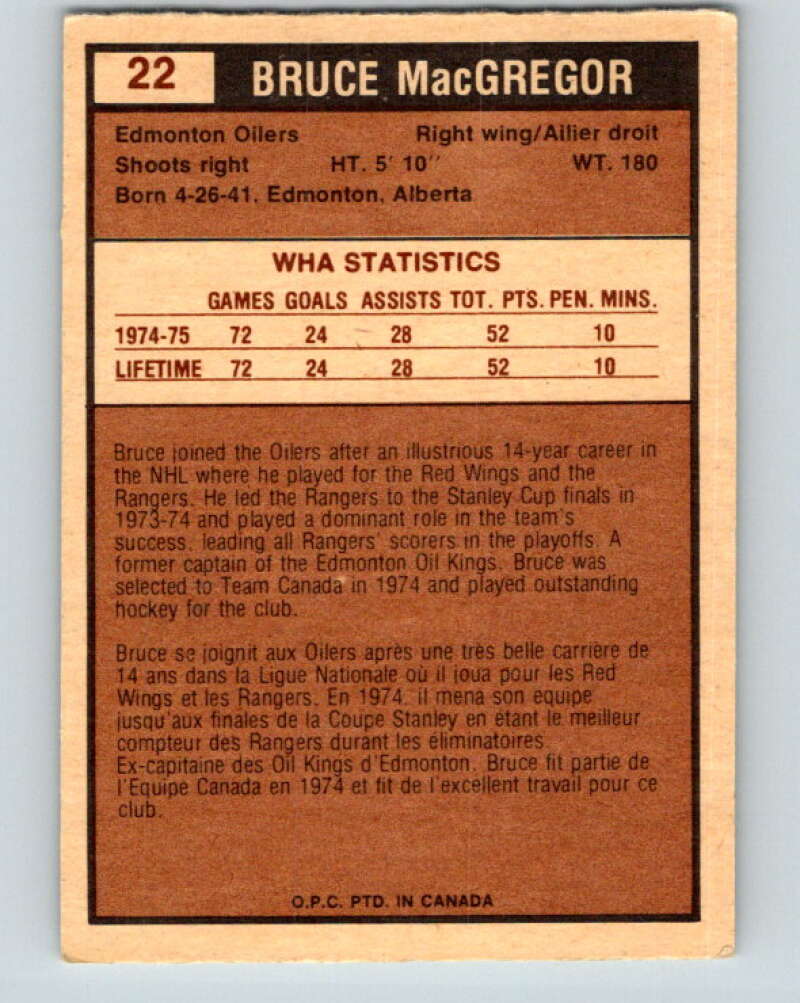 22 BRUCE MacGREGOR
Edmonton Oilers Right wing/Ailier droit
Shoots right HT. 5' 10" WT. 180
Born 4-26-41, Edmonton, Alberta
WHA STATISTICS
GAMES GOALS ASSISTS TOT. PTS. PEN. MINS.
1974-75 72 24 28 52 10
LIFETIME 72 24 28 52 10
Bruce joined the Oilers after an illustrious 14-year career in
the NHL where he played for the Red Wings and the
Rangers. He led the Rangers to the Stanley Cup finals in
1973-74 and played a dominant role in the team's
success, leading all Rangers' scorers in the playoffs. A
former captain of the Edmonton Oil Kings. Bruce was
selected to Team Canada in 1974 and played outstanding
hockey for the club.
Bruce se joignit aux Oilers après une très belle carrière de
14 ans dans la Ligue Nationale où il joua pour les Red
Wings et les Rangers. En 1974, il mena son equipe
jusqu'aux finales de la Coupe Stanley en étant le meilleur
compteur des Rangers durant les éliminatoires.
Ex-capitaine des Oil Kings d'Edmonton. Bruce fit partie de
l'Equipe Canada en 1974 et fit de l'excellent travail pour ce
club.
O.P.C. PTD. IN CANADA